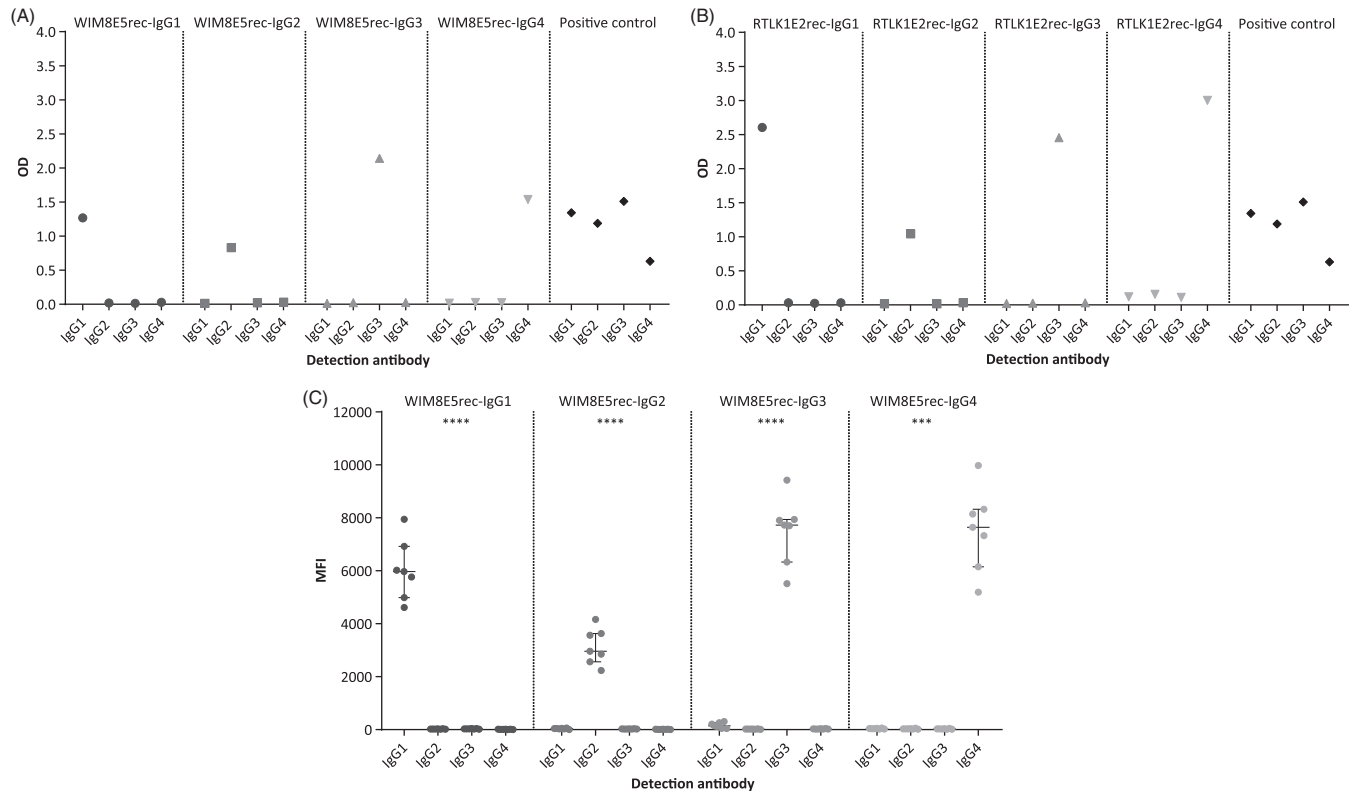 (A)
WIM8E5rec-IgG1 WIM8E5rec-IgG2 WIM8E5rec-IgG3 WIM8E5rec-IgG4 Positive control
4.0
3.5
3.0
2.5
2.0
1.5
1.0
0.5
0.0
OD
IgG1 IgG2 IgG3 IgG4 IgG1 IgG2 IgG3 IgG4 IgG1 IgG2 IgG3 IgG4 IgG1 IgG2 IgG3 IgG4 IgG1 IgG2 IgG3 IgG4
Detection antibody
(B)
RTLK1E2rec-IgG1 RTLK1E2rec-IgG2 RTLK1E2rec-IgG3 RTLK1E2rec-IgG4 Positive control
4.0
3.5
3.0
2.5
2.0
1.5
1.0
0.5
0.0
OD
IgG1 IgG2 IgG3 IgG4 IgG1 IgG2 IgG3 IgG4 IgG1 IgG2 IgG3 IgG4 IgG1 IgG2 IgG3 IgG4 IgG1 IgG2 IgG3 IgG4
Detection antibody
(C)
WIM8E5rec-IgG1 WIM8E5rec-IgG2 WIM8E5rec-IgG3 WIM8E5rec-IgG4
**** **** **** ***
12000
10000
8000
6000
4000
2000
0
MFI
IgG1 IgG2 IgG3 IgG4 IgG1 IgG2 IgG3 IgG4 IgG1 IgG2 IgG3 IgG4 IgG1 IgG2 IgG3 IgG4
Detection antibody